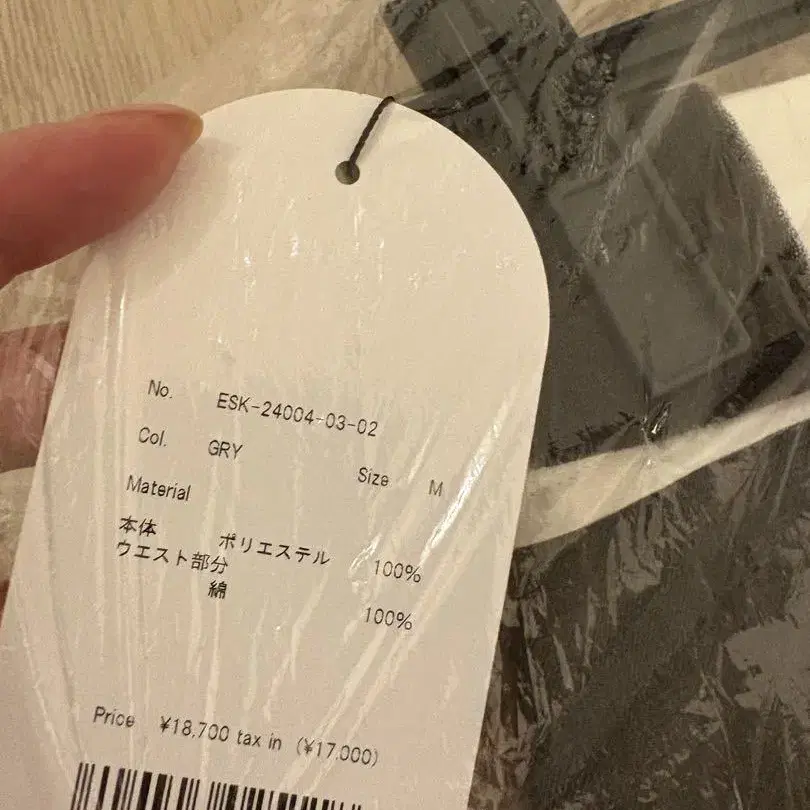 No. ESK-24004-03-02
Col. GRY Size M
Material
本体 ポリエステル 100%
ウエスト部分
綿 100%
Price ¥18,700 tax in (¥17,000)